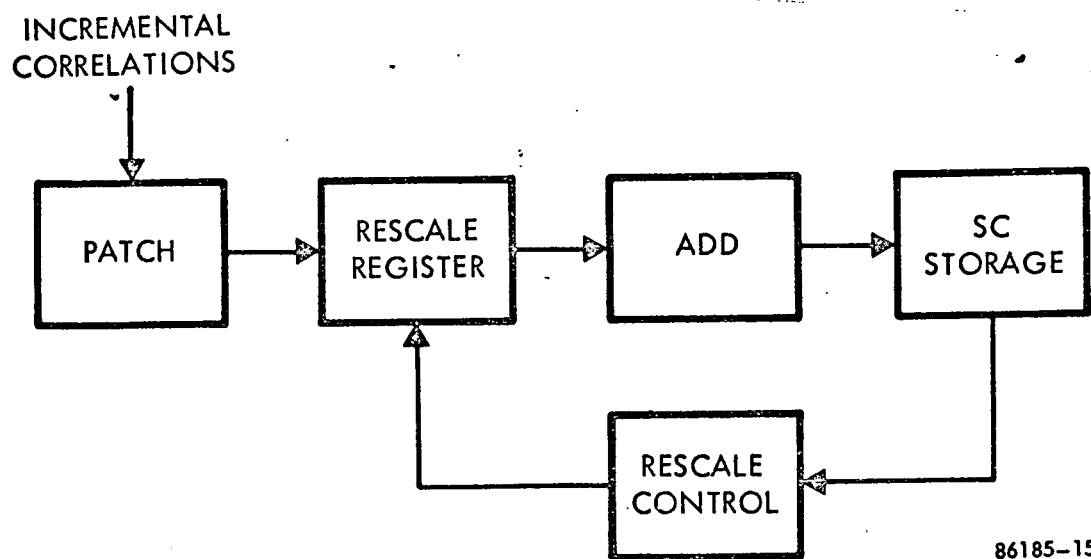 INCREMENTAL
CORRELATIONS
PATCH
RESCALE
REGISTER
ADD
SC
STORAGE
RESCALE
CONTROL
86185-15